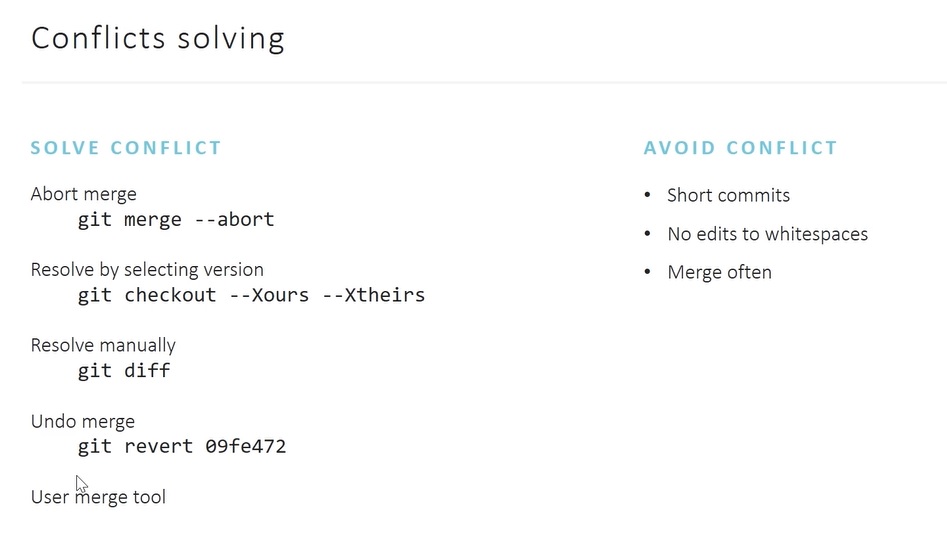 Conflicts solving
SOLVE CONFLICT
Abort merge
git merge --abort
Resolve by selecting version
git checkout --Xours --Xtheirs
Resolve manually
git diff
Undo merge
git revert 09fe472
User merge tool
AVOID CONFLICT
• Short commits
• No edits to whitespaces
• Merge often